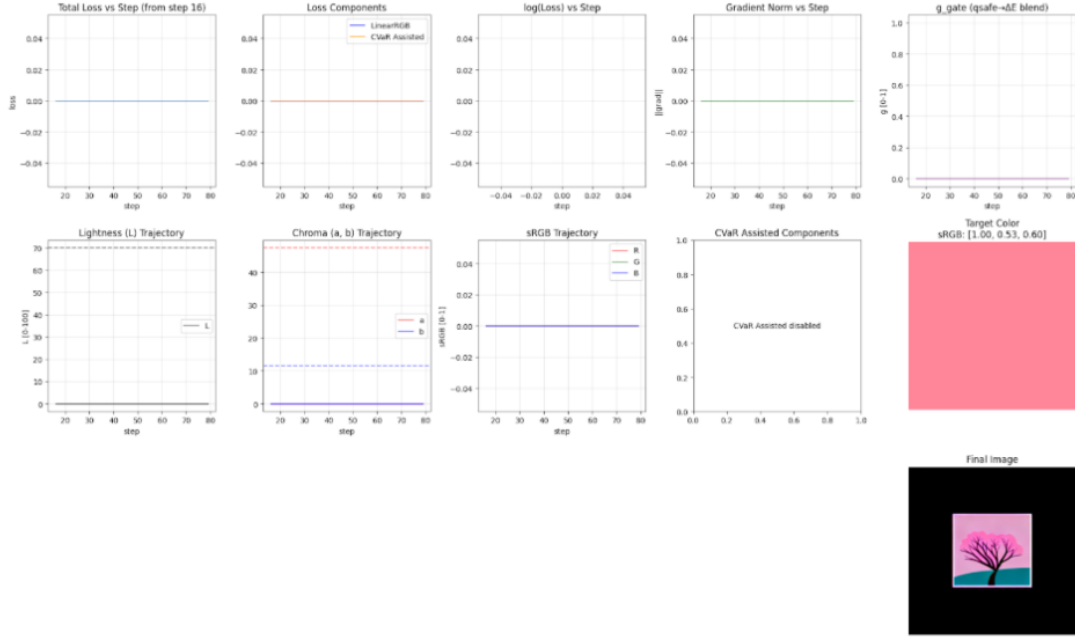 Total Loss vs Step (from step 16)
0.04
0.02
0.00
−0.02
−0.04
loss
20 30 40 50 60 70 80
step
Loss Components
LinearRGB
CVaR Assisted
0.04
0.02
0.00
−0.02
−0.04
20 30 40 50 60 70 80
step
log(Loss) vs Step
0.04
0.02
0.00
−0.02
−0.04
−0.04 −0.02 0.00 0.02 0.04
step
Gradient Norm vs Step
0.04
0.02
0.00
−0.02
−0.04
||grad||
20 30 40 50 60 70 80
step
g_gate (qsafe→ΔE blend)
1.0
0.8
0.6
0.4
0.2
0.0
g [0-1]
20 30 40 50 60 70 80
step
Lightness (L) Trajectory
70
60
50
40
30
20
10
0
L [0-100]
L
20 30 40 50 60 70 80
step
Chroma (a, b) Trajectory
40
30
20
10
0
a
b
20 30 40 50 60 70 80
step
sRGB Trajectory
R
G
B
0.04
0.02
0.00
−0.02
−0.04
sRGB [0-1]
20 30 40 50 60 70 80
step
CVaR Assisted Components
1.0
0.8
0.6
0.4
0.2
0.0
CVaR Assisted disabled
0.0 0.2 0.4 0.6 0.8 1.0
Target Color
sRGB: [1.00, 0.53, 0.60]
Final Image